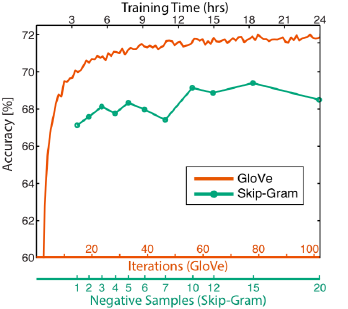 Training Time (hrs)
3 6 9 12 15 18 21 24
Accuracy [%]
72
70
68
66
64
62
60
GloVe
Skip-Gram
20 40 60 80 100
Iterations (GloVe)
1 2 3 4 5 6 7 10 12 15 20
Negative Samples (Skip-Gram)